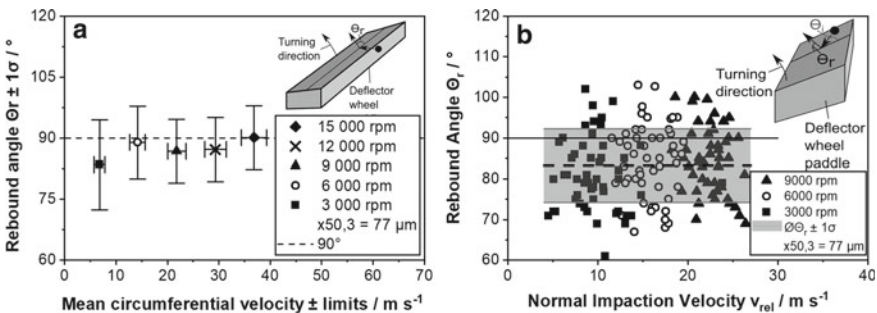 a
Rebound angle Θr ± 1σ / °
120
105
90
75
60
0 10 20 30 40 50 60 70
Mean circumferential velocity ± limits / m s⁻¹
Turning
direction
Θr
Deflector
wheel paddle
15 000 rpm
12 000 rpm
9 000 rpm
6 000 rpm
3 000 rpm
x50,3 = 77 µm
90°
b
Rebound Angle Θr / °
120
110
100
90
80
70
60
0 10 20 30 40
Normal Impaction Velocity vrel / m s⁻¹
Θi
Θr
Turning
direction
Deflector
wheel paddle
9000 rpm
6000 rpm
3000 rpm
ØΘr ± 1σ
x50,3 = 77 µm